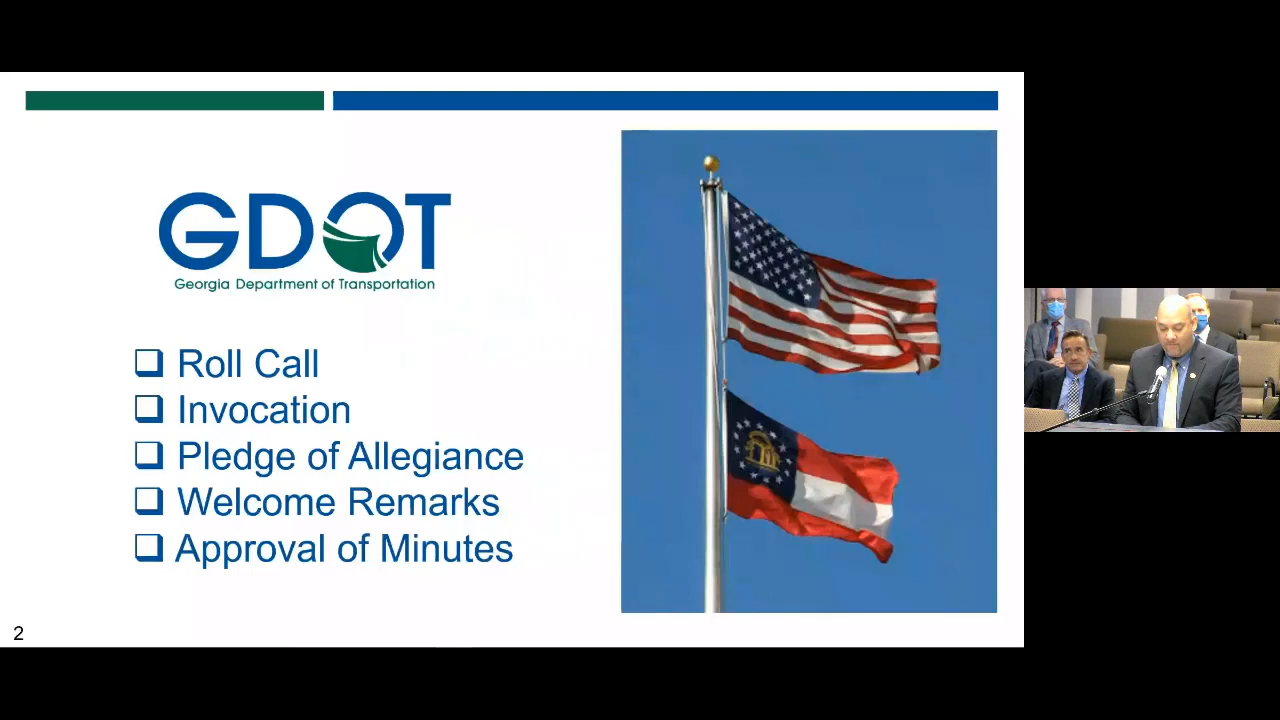 GDOT
Georgia Department of Transportation
Roll Call
Invocation
Pledge of Allegiance
Welcome Remarks
Approval of Minutes
2